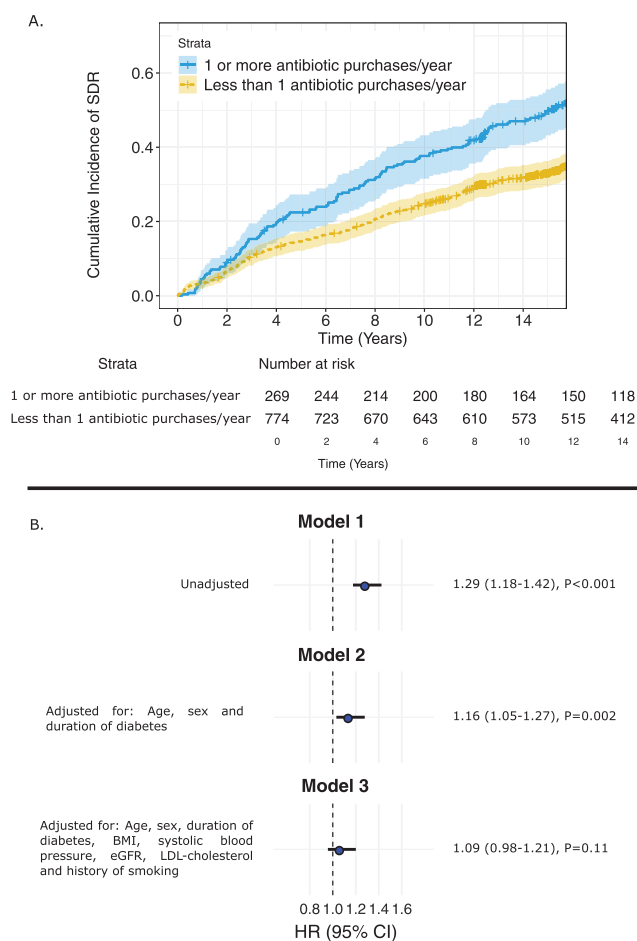 A.
Strata
1 or more antibiotic purchases/year
Less than 1 antibiotic purchases/year
Cumulative Incidence of SDR
0.6
0.4
0.2
0.0
0 2 4 6 8 10 12 14
Time (Years)
Strata Number at risk
1 or more antibiotic purchases/year 269 244 214 200 180 164 150 118
Less than 1 antibiotic purchases/year 774 723 670 643 610 573 515 412
0 2 4 6 8 10 12 14
Time (Years)
B.
Model 1
Unadjusted 1.29 (1.18-1.42), P<0.001
Model 2
Adjusted for: Age, sex and
duration of diabetes
1.16 (1.05-1.27), P=0.002
Model 3
Adjusted for: Age, sex, duration of
diabetes, BMI, systolic blood
pressure, eGFR, LDL-cholesterol
and history of smoking
1.09 (0.98-1.21), P=0.11
0.8 1.0 1.2 1.4 1.6
HR (95% CI)